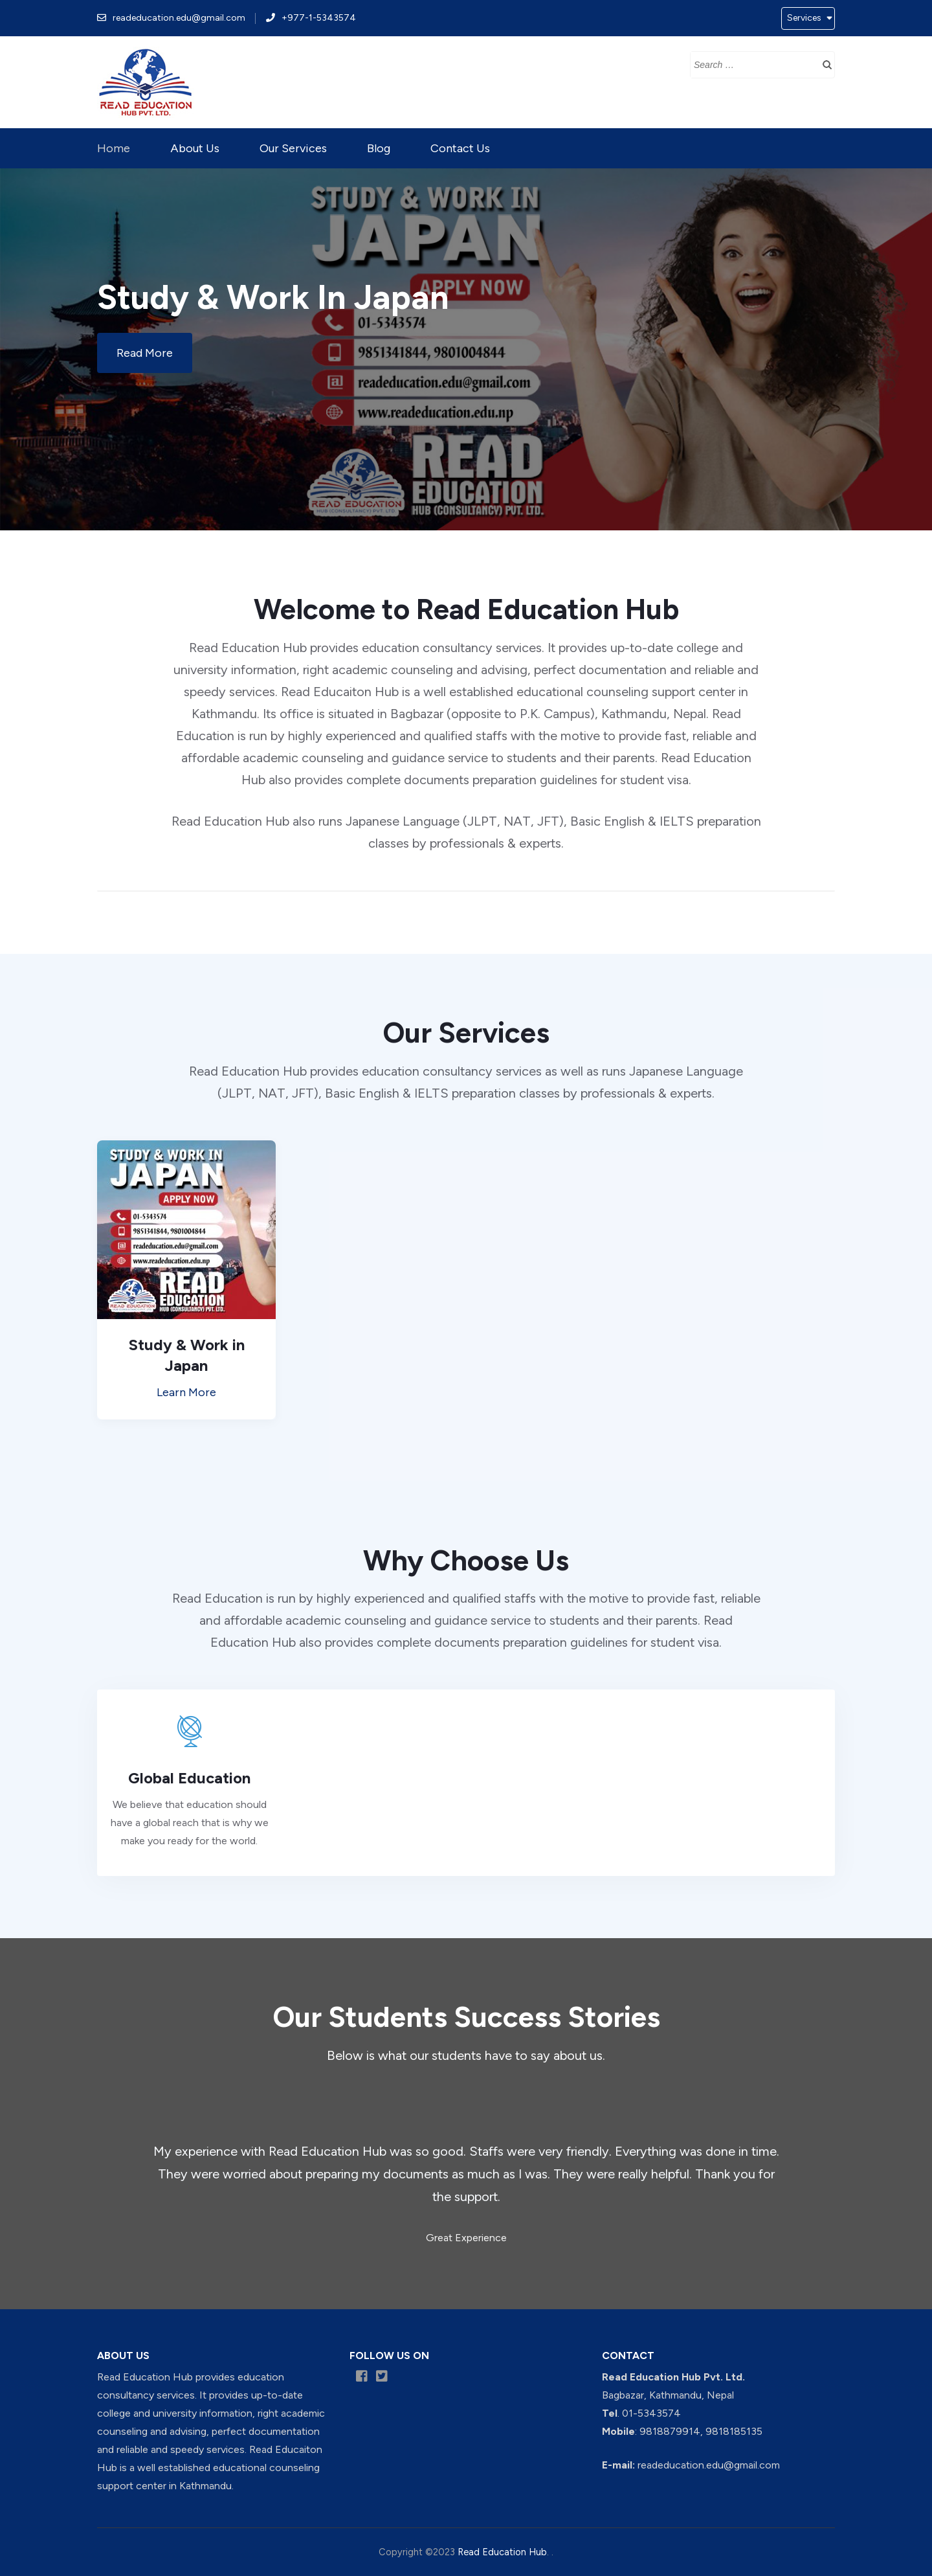 readeducation.edu@gmail.com
+977-1-5343574
Services
READ EDUCATION
HUB PVT. LTD.
Search …
Home
About Us
Our Services
Blog
Contact Us
STUDY & WORK IN
JAPAN
APPLY NOW
01-5343574
9851341844, 9801004844
readeducation.edu@gmail.com
www.readeducation.edu.np
READ EDUCATION
HUB (CONSULTANCY) PVT. LTD.
READ
EDUCATION
HUB (CONSULTANCY) PVT. LTD.
Study & Work In Japan
Read More
Welcome to Read Education Hub
Read Education Hub provides education consultancy services. It provides up-to-date college and
university information, right academic counseling and advising, perfect documentation and reliable and
speedy services. Read Educaiton Hub is a well established educational counseling support center in
Kathmandu. Its office is situated in Bagbazar (opposite to P.K. Campus), Kathmandu, Nepal. Read
Education is run by highly experienced and qualified staffs with the motive to provide fast, reliable and
affordable academic counseling and guidance service to students and their parents. Read Education
Hub also provides complete documents preparation guidelines for student visa.
Read Education Hub also runs Japanese Language (JLPT, NAT, JFT), Basic English & IELTS preparation
classes by professionals & experts.
Our Services
Read Education Hub provides education consultancy services as well as runs Japanese Language
(JLPT, NAT, JFT), Basic English & IELTS preparation classes by professionals & experts.
STUDY & WORK IN
JAPAN
APPLY NOW
01-5343574
9851341844, 9801004844
readeducation.edu@gmail.com
www.readeducation.edu.np
READ EDUCATION
READ
EDUCATION
HUB (CONSULTANCY) PVT. LTD.
Study & Work in
Japan
Learn More
Why Choose Us
Read Education is run by highly experienced and qualified staffs with the motive to provide fast, reliable
and affordable academic counseling and guidance service to students and their parents. Read
Education Hub also provides complete documents preparation guidelines for student visa.
Global Education
We believe that education should
have a global reach that is why we
make you ready for the world.
Our Students Success Stories
Below is what our students have to say about us.
My experience with Read Education Hub was so good. Staffs were very friendly. Everything was done in time.
They were worried about preparing my documents as much as I was. They were really helpful. Thank you for
the support.
Great Experience
ABOUT US
Read Education Hub provides education
consultancy services. It provides up-to-date
college and university information, right academic
counseling and advising, perfect documentation
and reliable and speedy services. Read Educaiton
Hub is a well established educational counseling
support center in Kathmandu.
FOLLOW US ON
CONTACT
Read Education Hub Pvt. Ltd.
Bagbazar, Kathmandu, Nepal
Tel. 01-5343574
Mobile: 9818879914, 9818185135
E-mail: readeducation.edu@gmail.com
Copyright ©2023 Read Education Hub. .